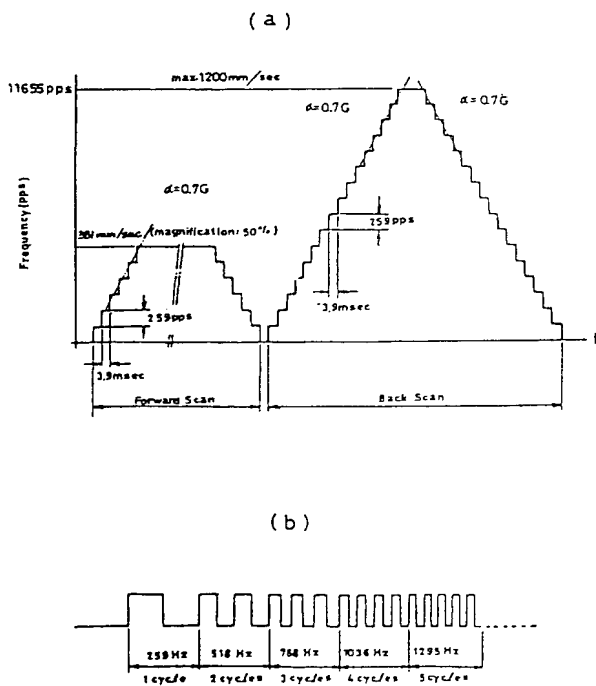 (a)
max.1200mm/sec
11655pps
α=0.7G
α=0.7G
α=0.7G
Frequency(pps)
381mm/sec (magnification: 50%)
259pps
259pps
3.9msec
3.9msec
t
Forward Scan
Back Scan
(b)
259 Hz
518 Hz
768 Hz
1036 Hz
1295 Hz
1 cycle
2 cycles
3 cycles
4 cycles
5 cycles